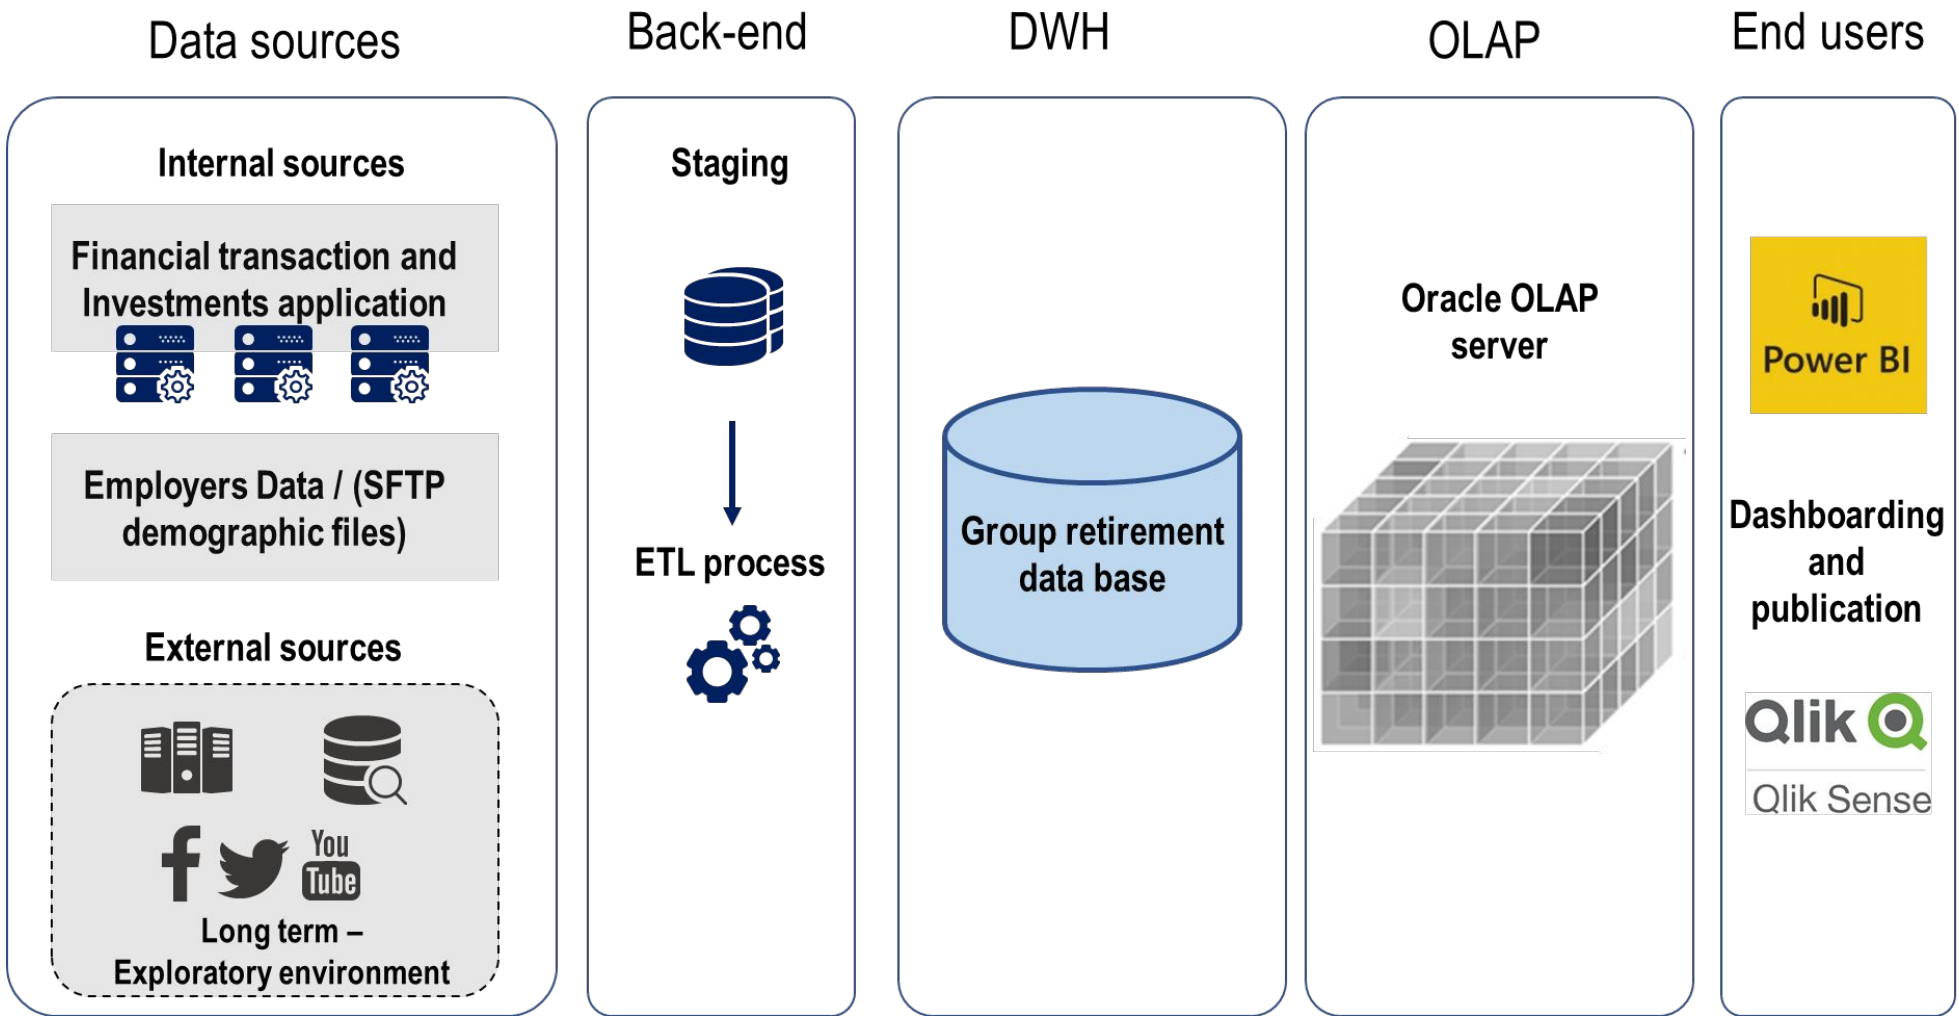 Data sources
Back-end
DWH
OLAP
End users
Internal sources
Financial transaction and
Investments application
Employers Data / (SFTP
demographic files)
External sources
You
Tube
Long term –
Exploratory environment
Staging
ETL process
Group retirement
data base
Oracle OLAP
server
Power BI
Dashboarding
and
publication
Qlik
Qlik Sense